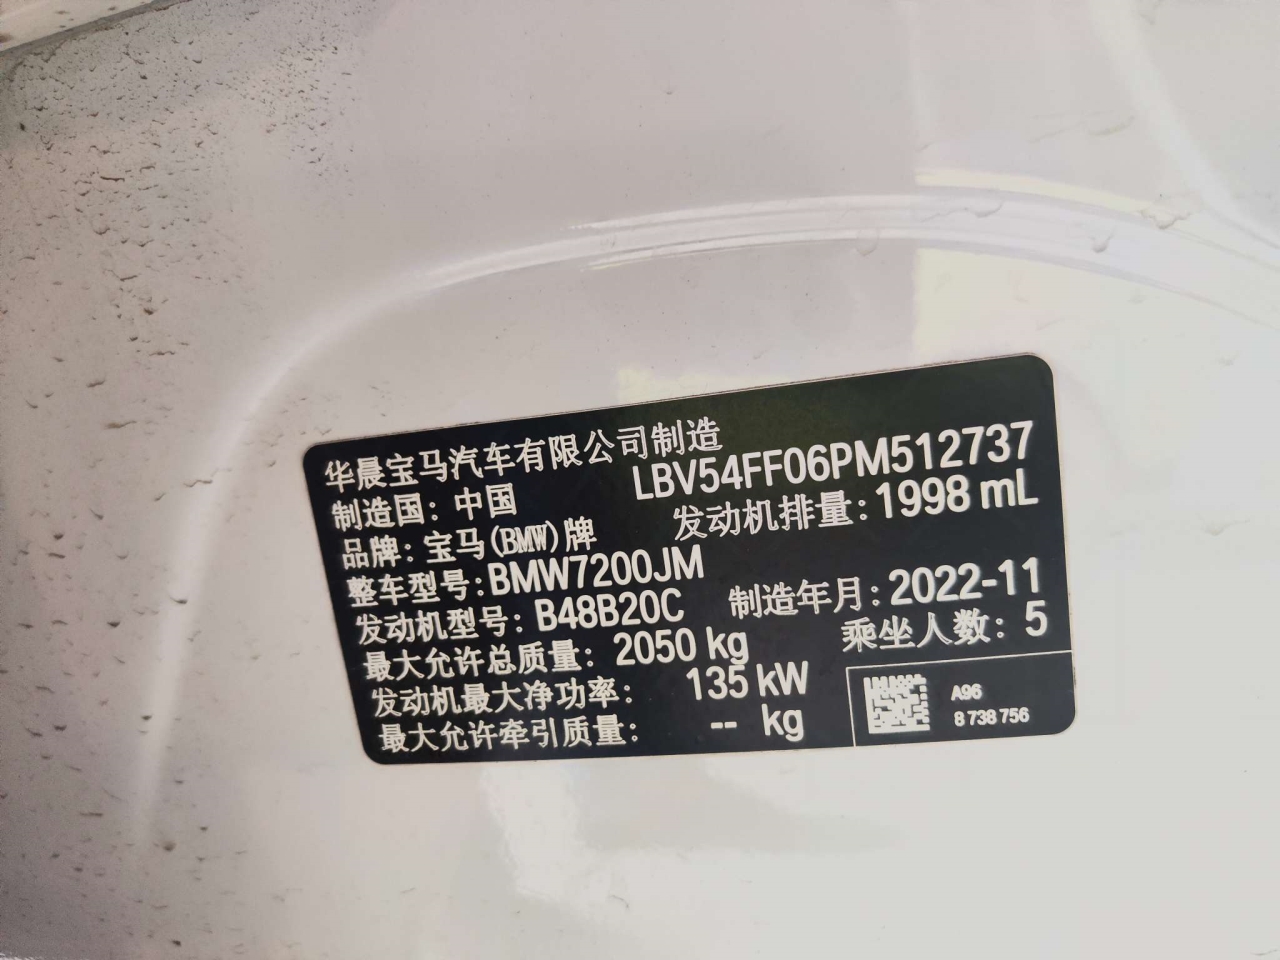 华晨宝马汽车有限公司制造
LBV54FF06PM512737
制造国：中国
发动机排量：1998 mL
品牌：宝马(BMW)牌
整车型号：BMW7200JM
制造年月：2022-11
发动机型号：B48B20C
乘坐人数：5
最大允许总质量：2050 kg
发动机最大净功率：135 kW
最大允许牵引质量：-- kg
A96
8 738 756